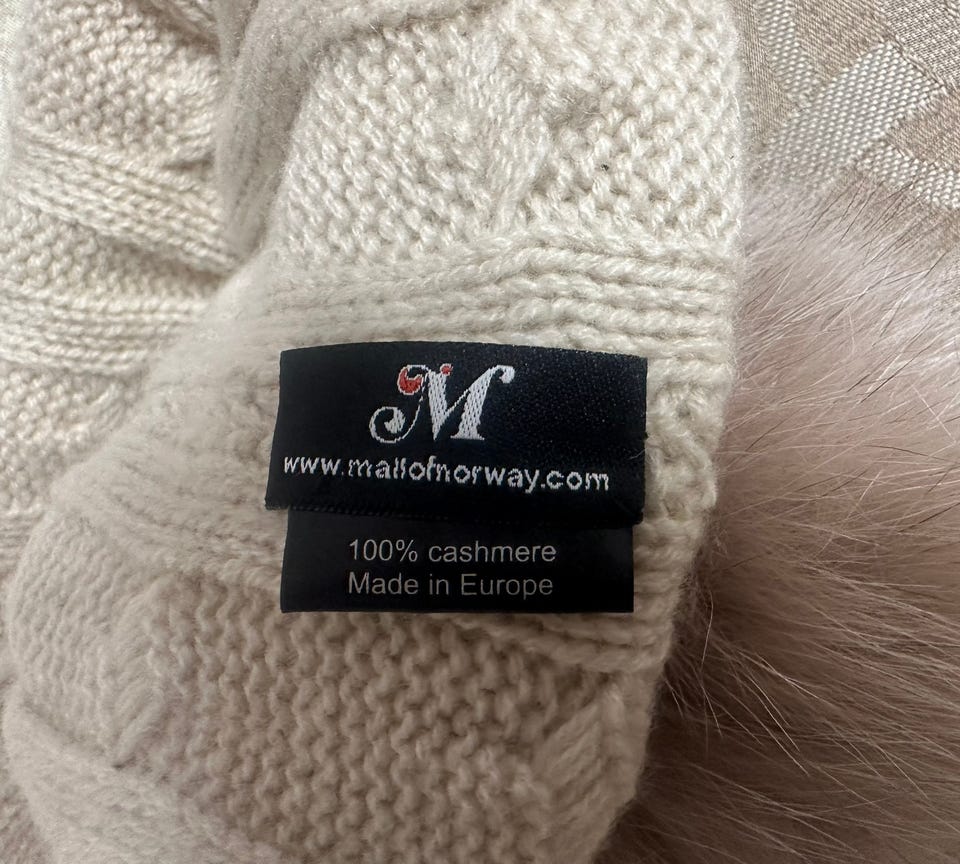 M
www.mallofnorway.com
100% cashmere
Made in Europe